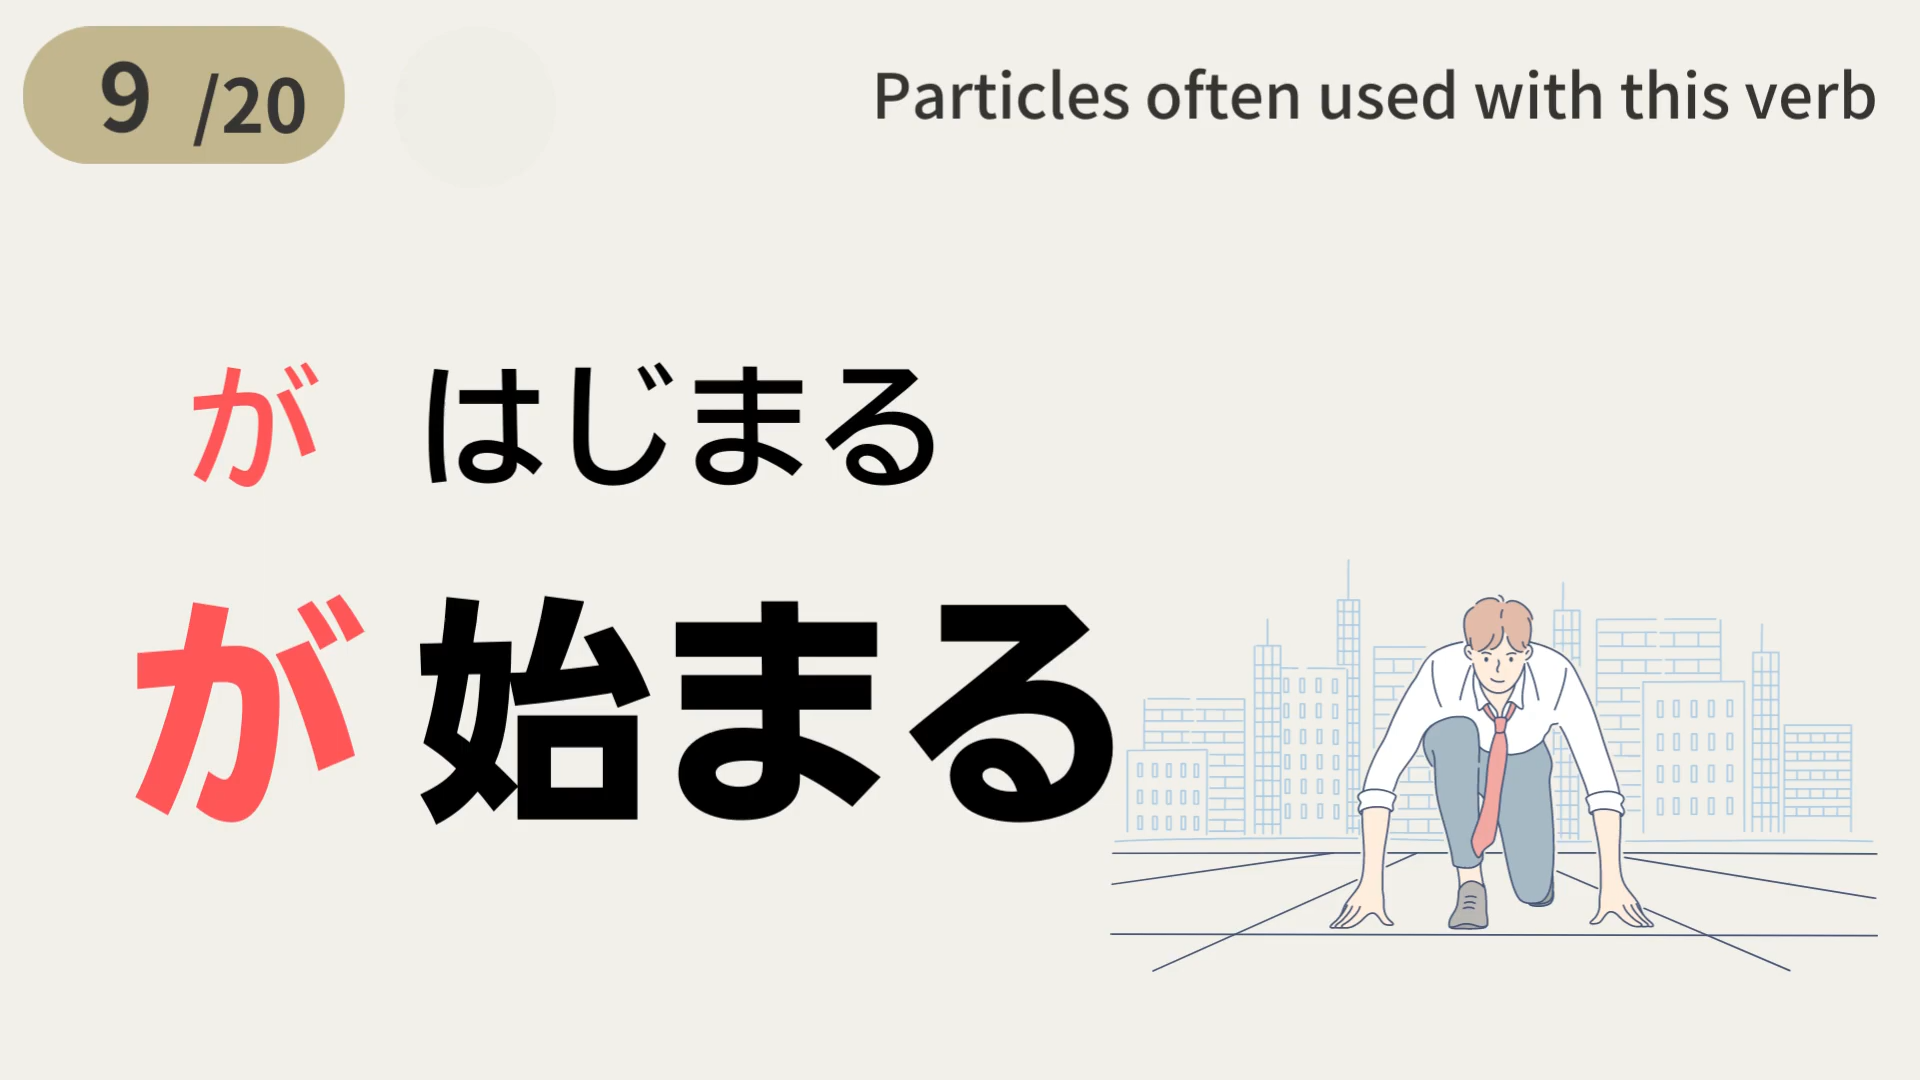 9 /20
Particles often used with this verb
が はじまる
が 始まる